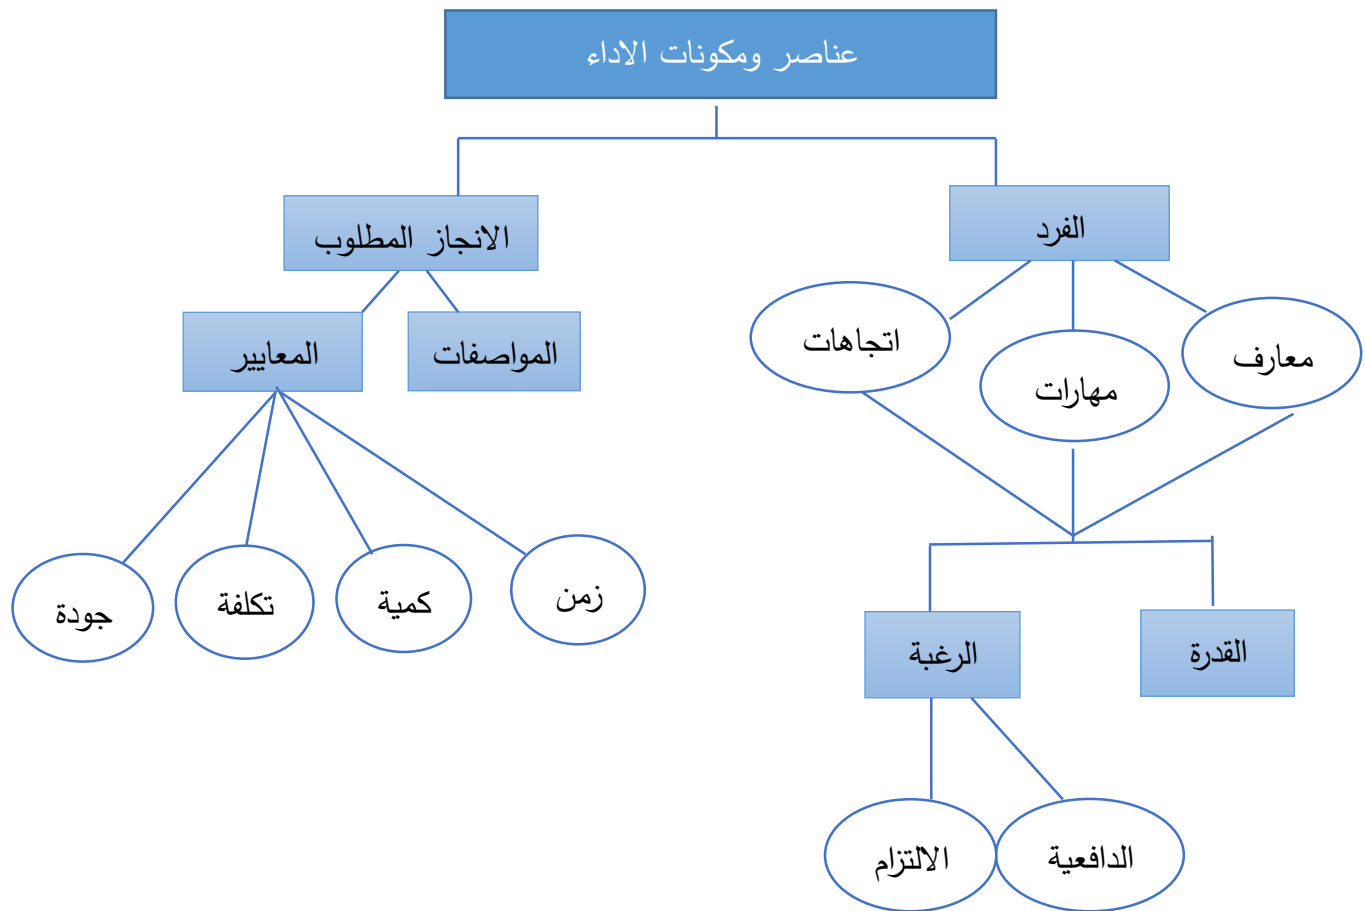 عناصر ومكونات الاداء
الفرد
الانجاز المطلوب
معارف
مهارات
اتجاهات
المواصفات
المعايير
زمن
كمية
تكلفة
جودة
القدرة
الرغبة
الدافعية
الالتزام